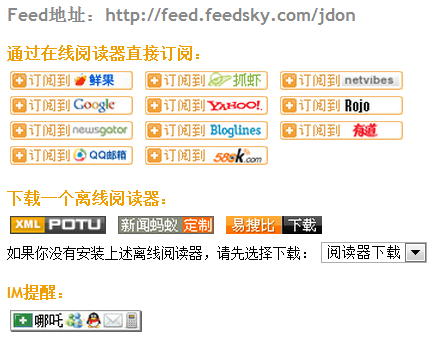 Feed地址：http://feed.feedsky.com/jdon
通过在线阅读器直接订阅：
订阅到 鲜果 订阅到 抓虾 订阅到 netvibes
订阅到 Google 订阅到 YAHOO! 订阅到 Rojo
订阅到 newsgator 订阅到 Bloglines 订阅到 有道
订阅到 QQ邮箱 订阅到 588k.com
下载一个离线阅读器：
XML POTU 新闻蚂蚁 定制 易搜比 下载
如果你没有安装上述离线阅读器，请先选择下载： 阅读器下载
IM提醒：
哪吒